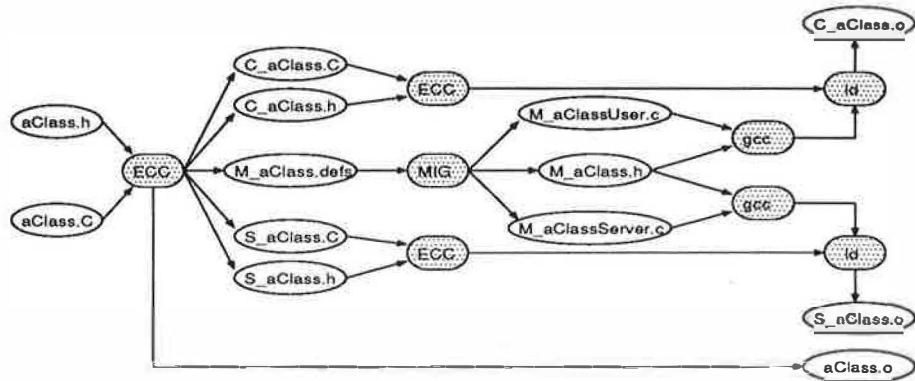 C_aClass.o
C_aClass.C
ECC
ld
C_aClass.h
aClass.h
M_aClassUser.c
gcc
ECC
M_aClass.defs
MIG
M_aClass.h
gcc
aClass.C
S_aClass.C
M_aClassServer.c
ECC
ld
S_aClass.h
S_aClass.o
aClass.o